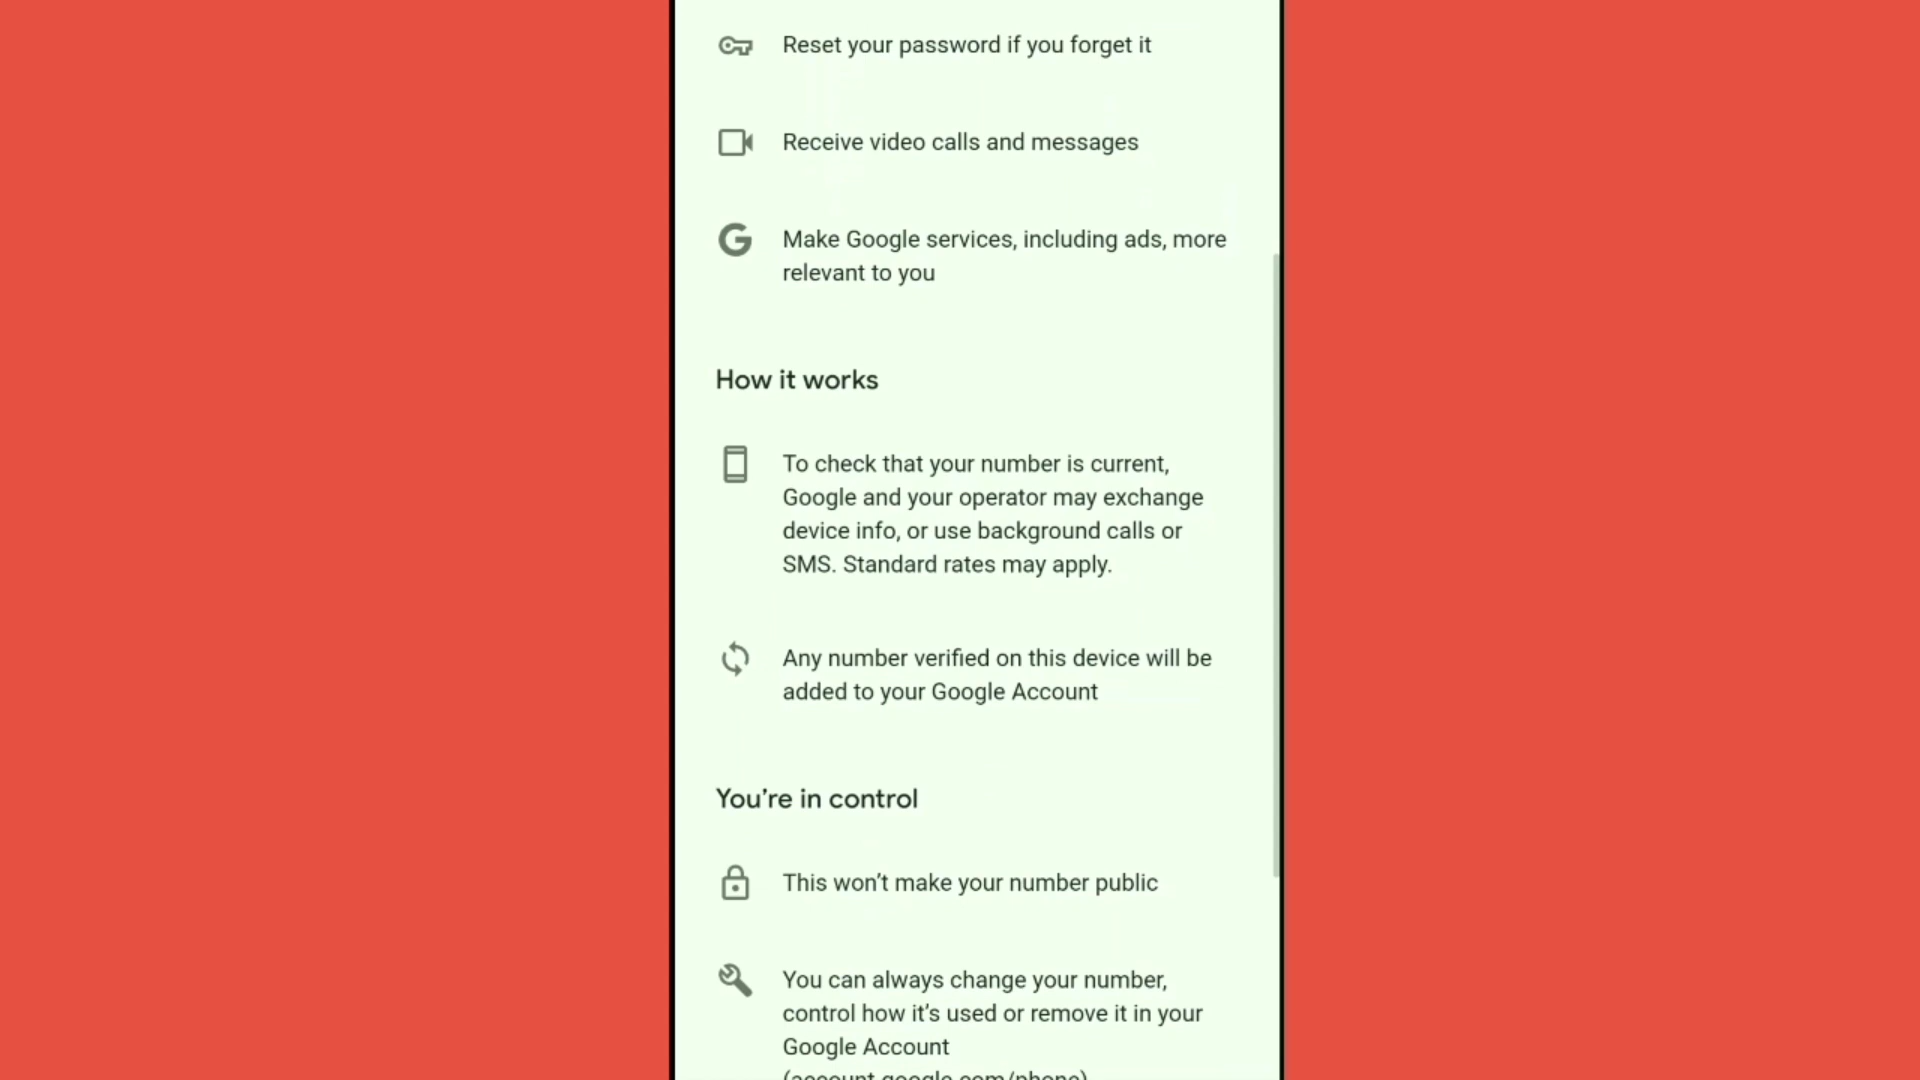 Reset your password if you forget it
Receive video calls and messages
Make Google services, including ads, more
relevant to you
How it works
To check that your number is current,
Google and your operator may exchange
device info, or use background calls or
SMS. Standard rates may apply.
Any number verified on this device will be
added to your Google Account
You’re in control
This won’t make your number public
You can always change your number,
control how it’s used or remove it in your
Google Account
(account.google.com/phone)